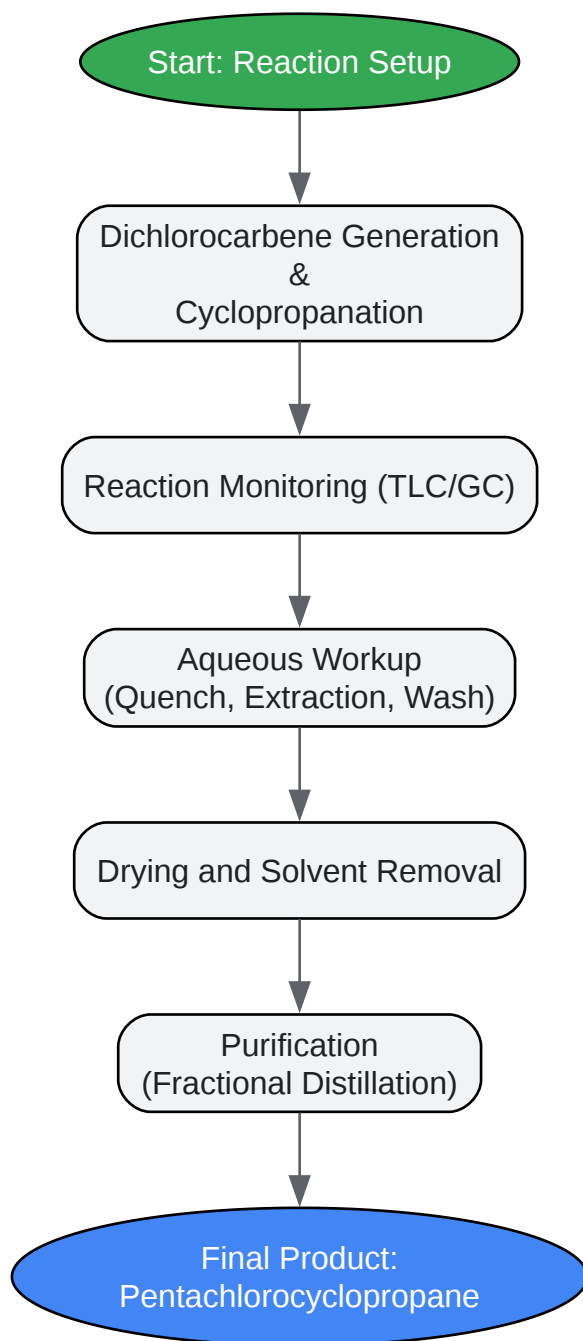 Start: Reaction Setup
Dichlorocarbene Generation
&
Cyclopropanation
Reaction Monitoring (TLC/GC)
Aqueous Workup
(Quench, Extraction, Wash)
Drying and Solvent Removal
Purification
(Fractional Distillation)
Final Product:
Pentachlorocyclopropane